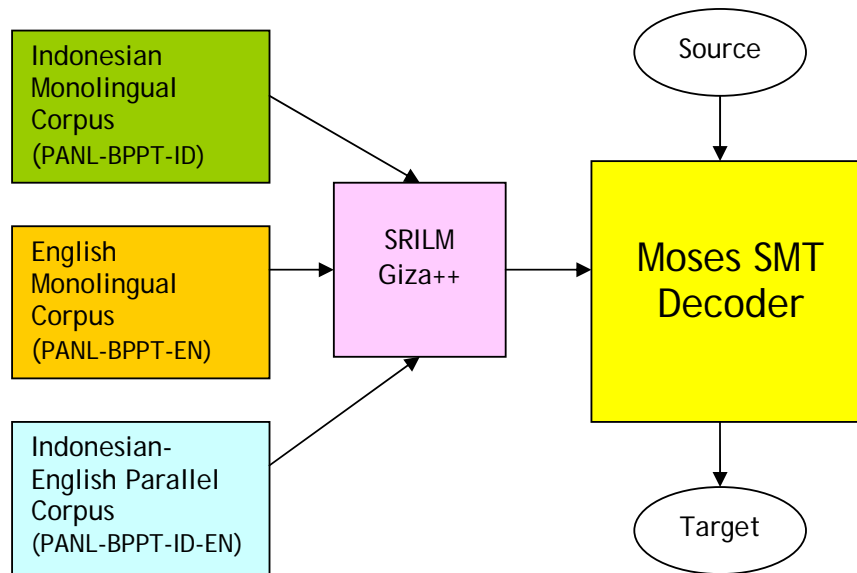 Indonesian
Monolingual
Corpus
(PANL-BPPT-ID)
English
Monolingual
Corpus
(PANL-BPPT-EN)
Indonesian-
English Parallel
Corpus
(PANL-BPPT-ID-EN)
SRILM
Giza++
Source
Moses SMT
Decoder
Target